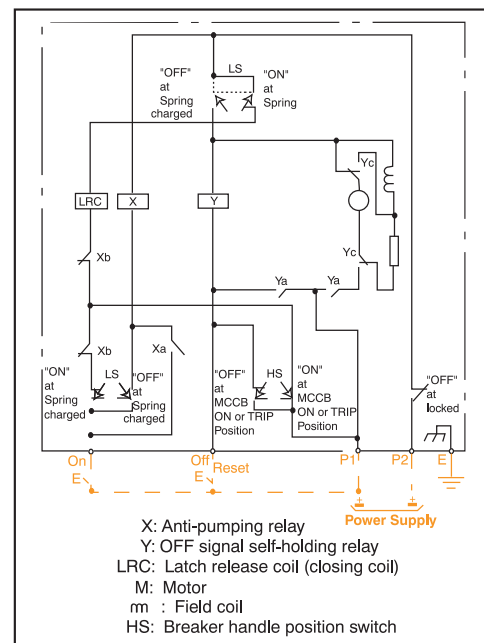 LS
"OFF"
at
Spring
charged
"ON"
at
Spring
Yc
LRC
X
Y
Xb
Yc
Ya
Ya
Xb
Xa
"ON"
at
Spring
charged
LS
"OFF"
at
Spring
charged
"OFF"
at
MCCB
ON or TRIP
Position
HS
"ON"
at
MCCB
ON or TRIP
Position
"OFF"
at
locked
On
Off
Reset
P1
P2
E
E
E
Power Supply
X: Anti-pumping relay
Y: OFF signal self-holding relay
LRC: Latch release coil (closing coil)
M: Motor
m : Field coil
HS: Breaker handle position switch